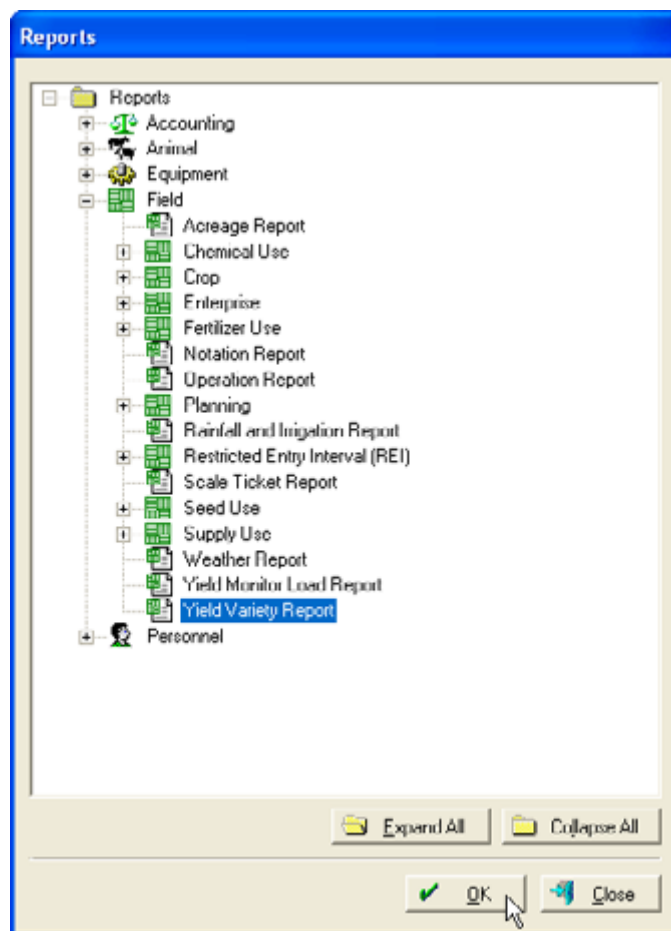 Reports
Reports
Accounting
Animal
Equipment
Field
Acreage Report
Chemical Use
Crop
Enterprise
Fertilizer Use
Notation Report
Operation Report
Planning
Rainfall and Irrigation Report
Restricted Entry Interval (REI)
Scale Ticket Report
Seed Use
Supply Use
Weather Report
Yield Monitor Load Report
Yield Variety Report
Personnel
Expand All Collapse All
OK Close